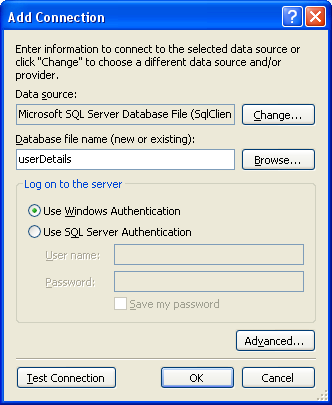 Add Connection
Enter information to connect to the selected data source or
click "Change" to choose a different data source and/or
provider.
Data source:
Microsoft SQL Server Database File (SqlClien
Change...
Database file name (new or existing):
userDetails
Browse...
Log on to the server
Use Windows Authentication
Use SQL Server Authentication
User name:
Password:
Save my password
Advanced...
Test Connection
OK
Cancel